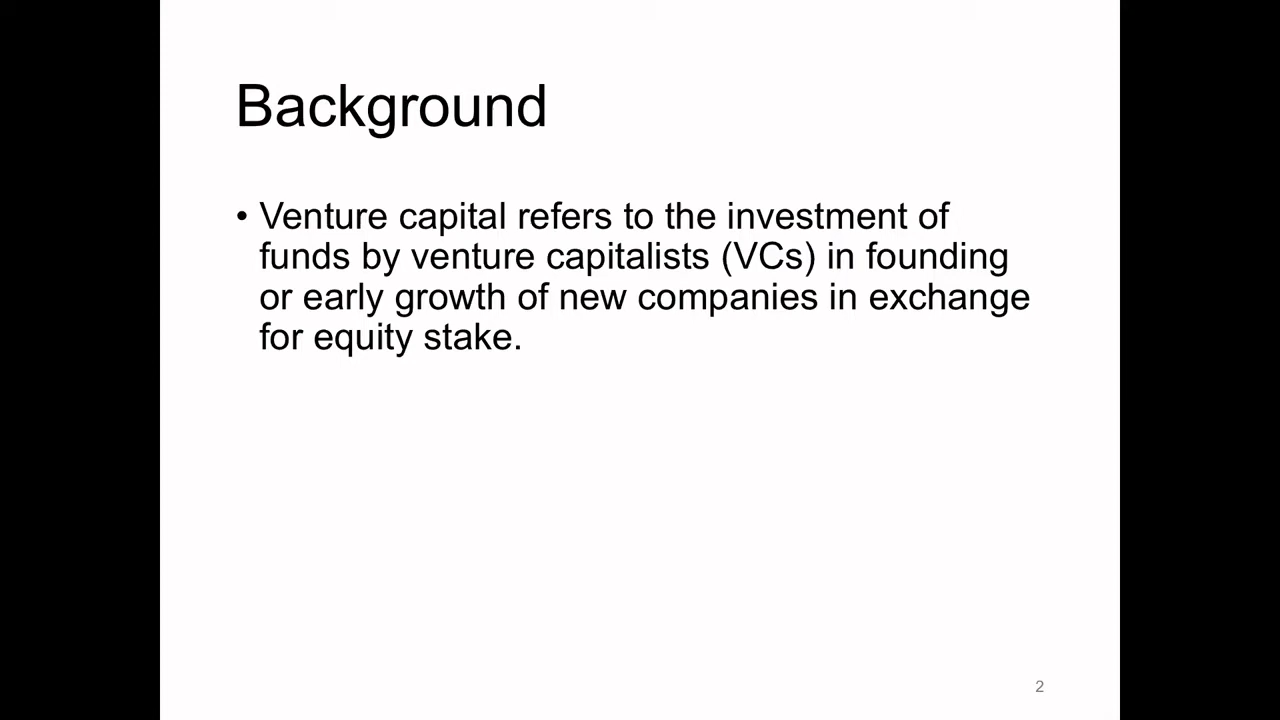 Background
• Venture capital refers to the investment of
funds by venture capitalists (VCs) in founding
or early growth of new companies in exchange
for equity stake.
2